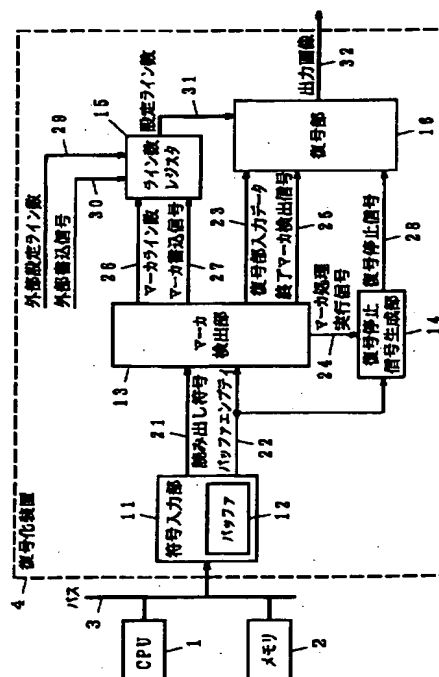 4
復号化装置
バス
3
CPU
1
メモリ
2
11
符号入力部
バッファ
12
21
読み出し符号
バッファエンプティ
22
13
マーカ
検出部
26
マーカライン数
マーカ書込信号
27
外部設定ライン数
29
外部書込信号
30
15
ライン数
レジスタ
設定ライン数
31
23
復号部入力データ
終了マーカ検出信号
25
マーカ処理
実行信号
24
復号停止
信号生成部
14
復号停止信号
28
復号部
16
出力画像
32